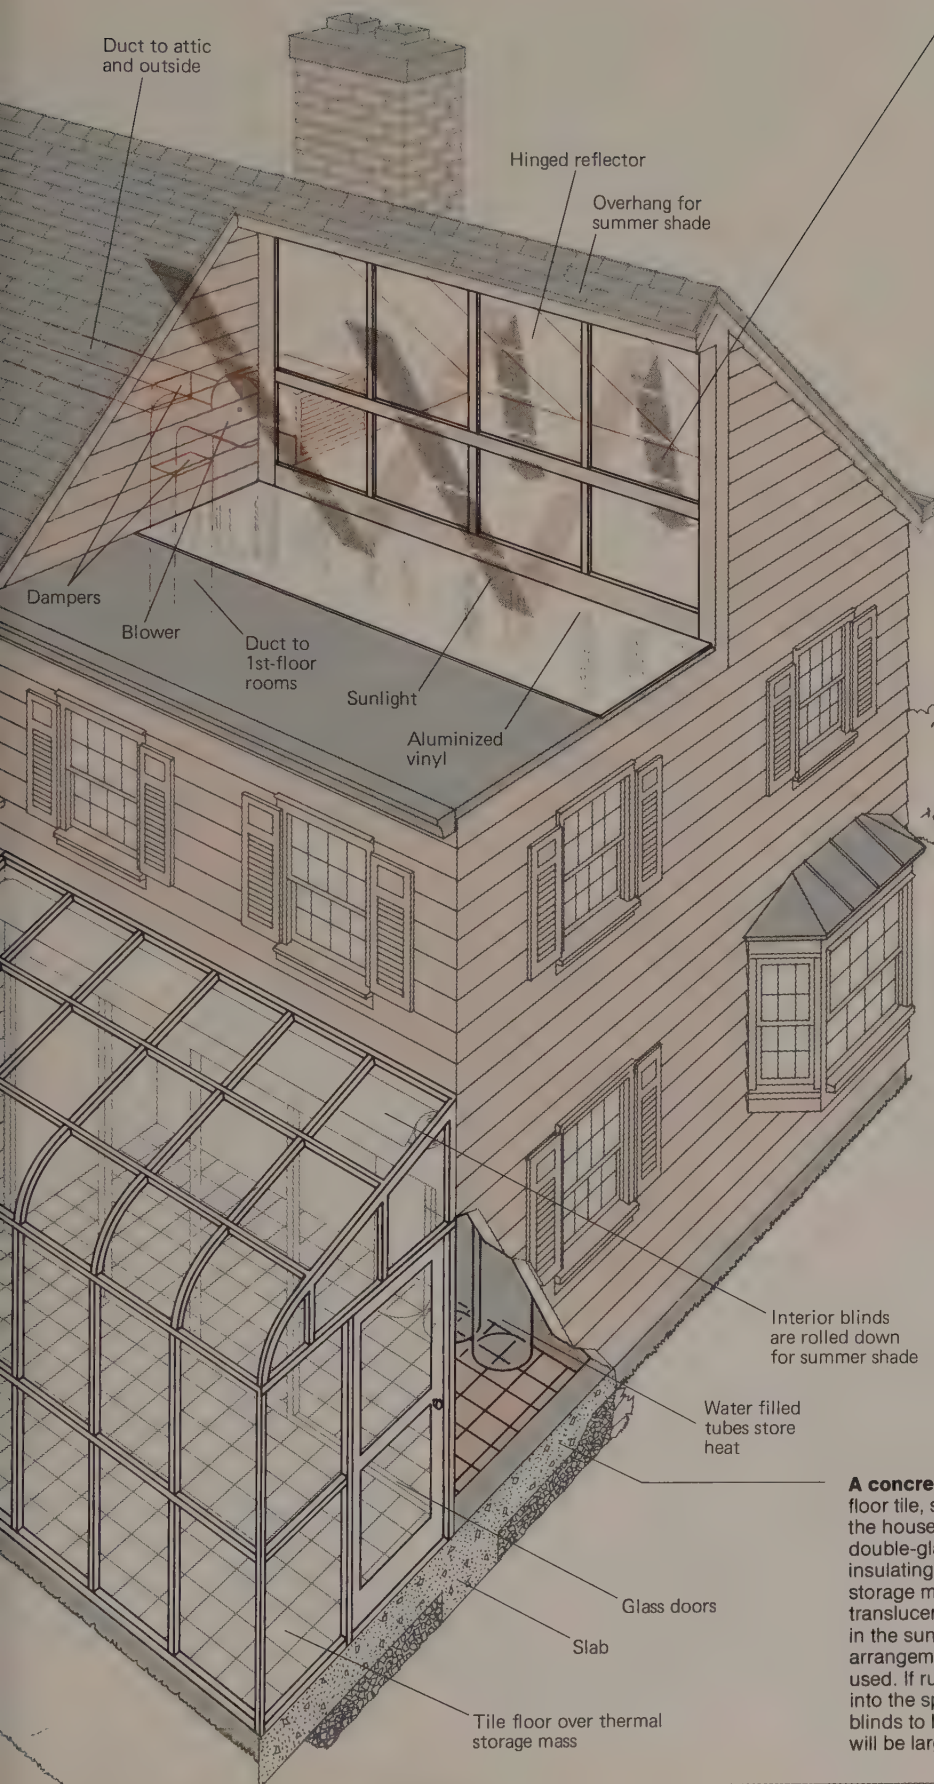 Duct to attic
and outside
Hinged reflector
Overhang for
summer shade
Dampers
Blower
Duct to
1st-floor
rooms
Sunlight
Aluminized
vinyl
Interior blinds
are rolled down
for summer shade
Water filled
tubes store
heat
Glass doors
Slab
Tile floor over thermal
storage mass
A concre
floor tile, s
the house
double-gla
insulating
storage m
translucen
in the sun
arrangem
used. If ru
into the sp
blinds to h
will be larg